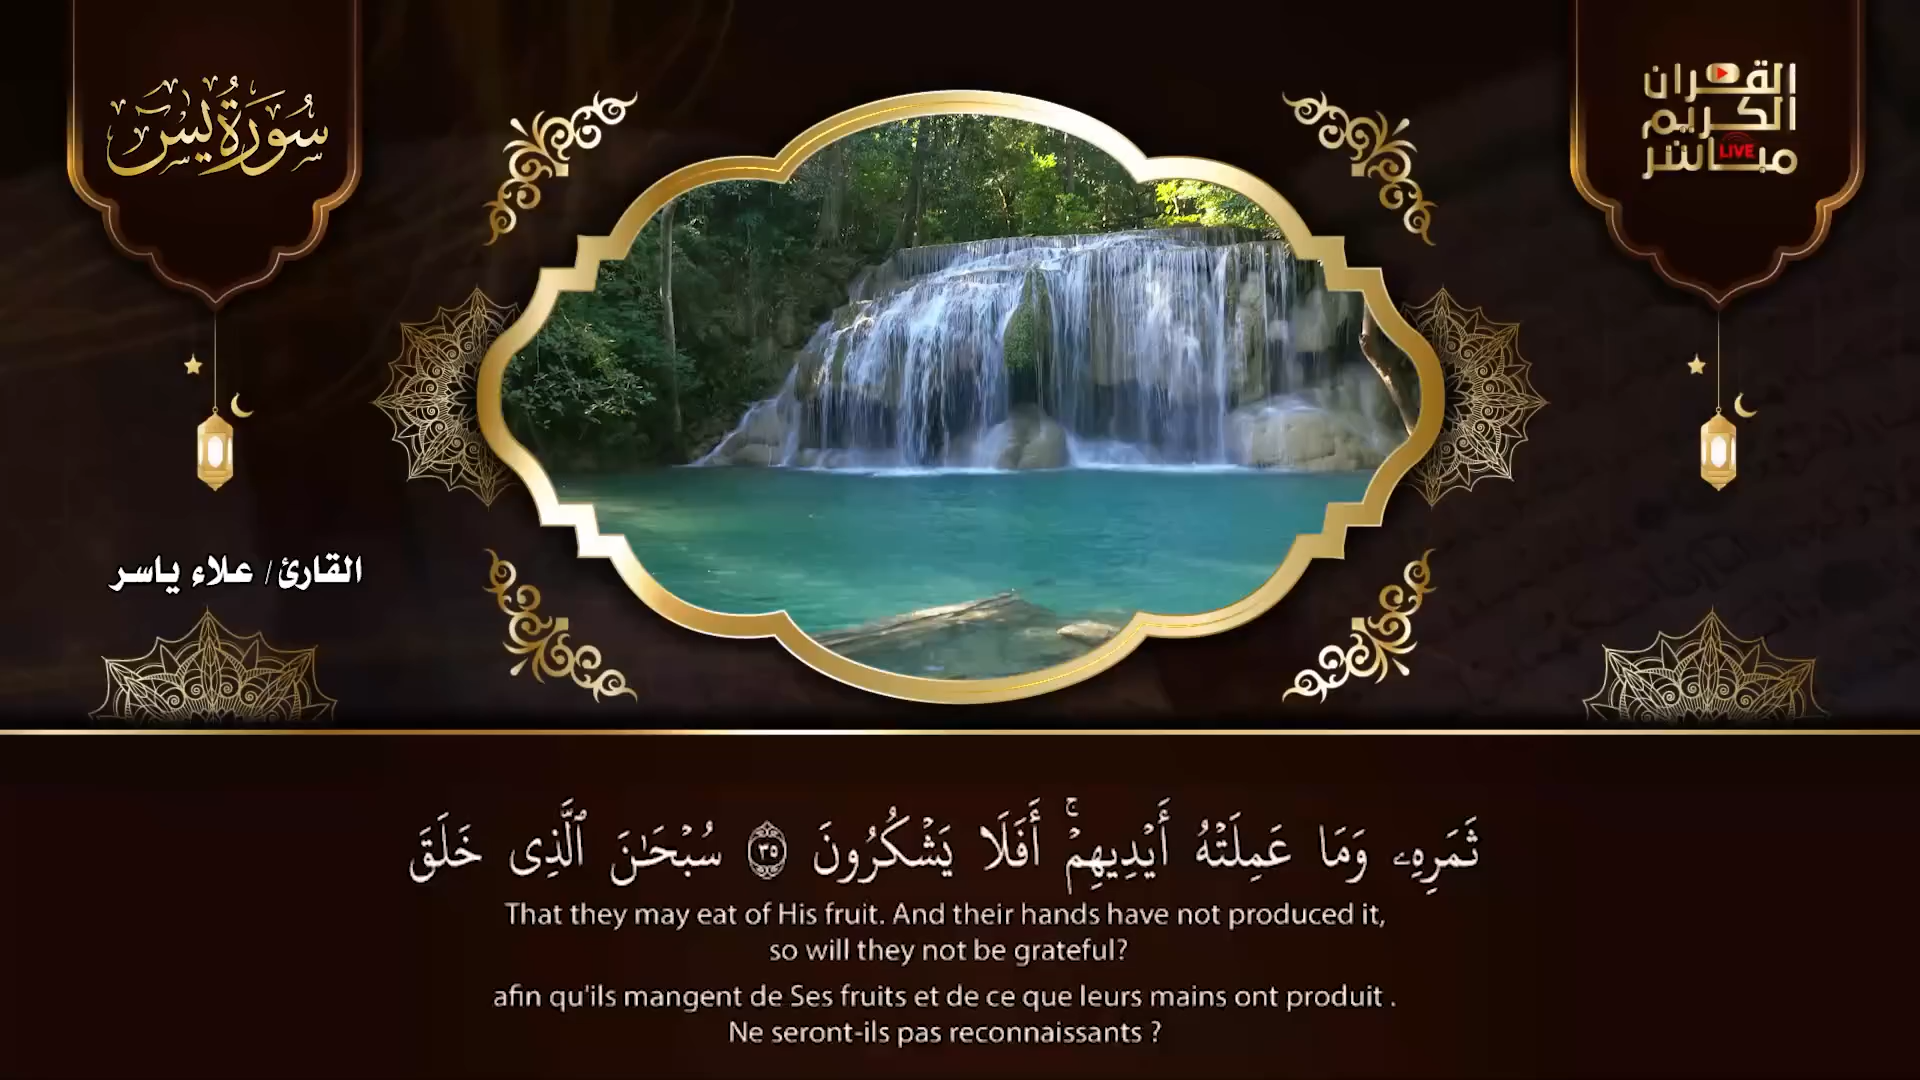 سُورَةُ يسٓ
القرآن
الكريم
مباشر
LIVE
القارئ / علاء ياسر
ثَمَرِهِۦ وَمَا عَمِلَتْهُ أَيْدِيهِمْ ۚ أَفَلَا يَشْكُرُونَ ٣٥ سُبْحَـٰنَ ٱلَّذِى خَلَقَ
That they may eat of His fruit. And their hands have not produced it,
so will they not be grateful?
afin qu'ils mangent de Ses fruits et de ce que leurs mains ont produit .
Ne seront-ils pas reconnaissants ?